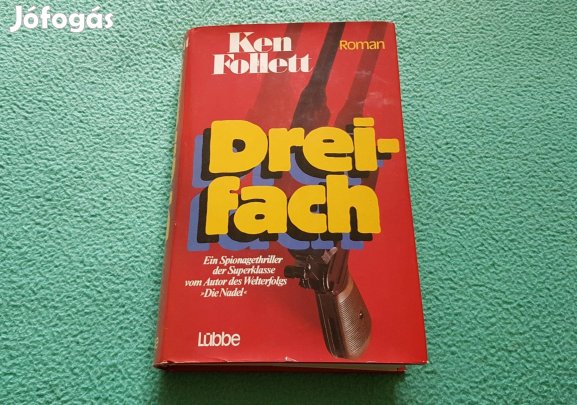 Jófogás
Ken
Follett
Roman
Drei-
fach
Ein Spionagethriller
der Superklasse
vom Autor des Welterfolgs
»Die Nadel«
Lübbe